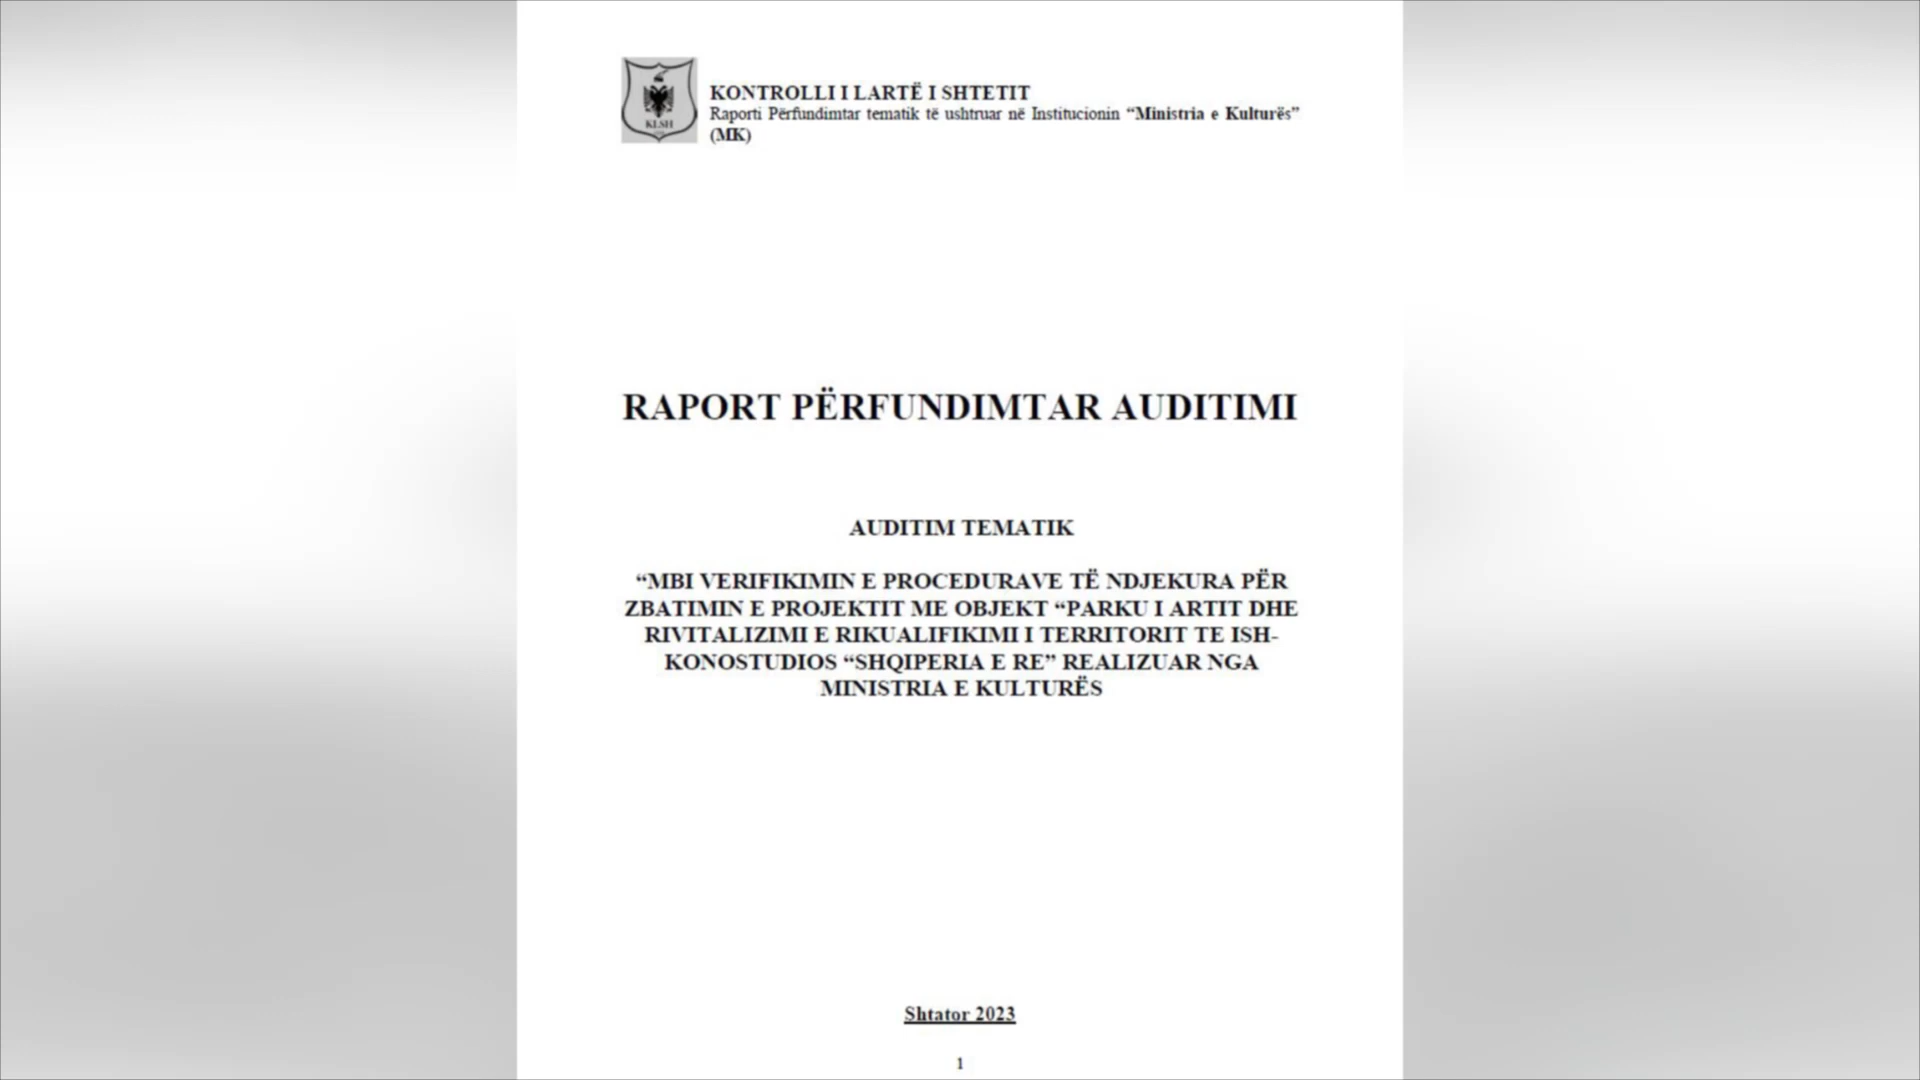 KLSH
KONTROLLI I LARTË I SHTETIT
Raporti Përfundimtar tematik të ushtruar në Institucionin “Ministria e Kulturës”
(MK)
RAPORT PËRFUNDIMTAR AUDITIMI
AUDITIM TEMATIK
“MBI VERIFIKIMIN E PROCEDURAVE TË NDJEKURA PËR
ZBATIMIN E PROJEKTIT ME OBJEKT “PARKU I ARTIT DHE
RIVITALIZIMI E RIKUALIFIKIMI I TERRITORIT TE ISH-
KONOSTUDIOS “SHQIPERIA E RE” REALIZUAR NGA
MINISTRIA E KULTURËS
Shtator 2023
1